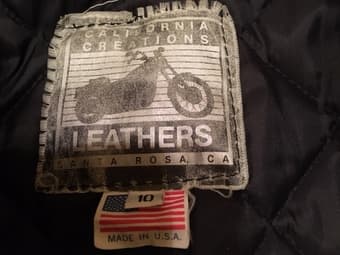 CALIFORNIA
CREATIONS
LEATHERS
SANTA ROSA, CA
10
MADE IN U.S.A.